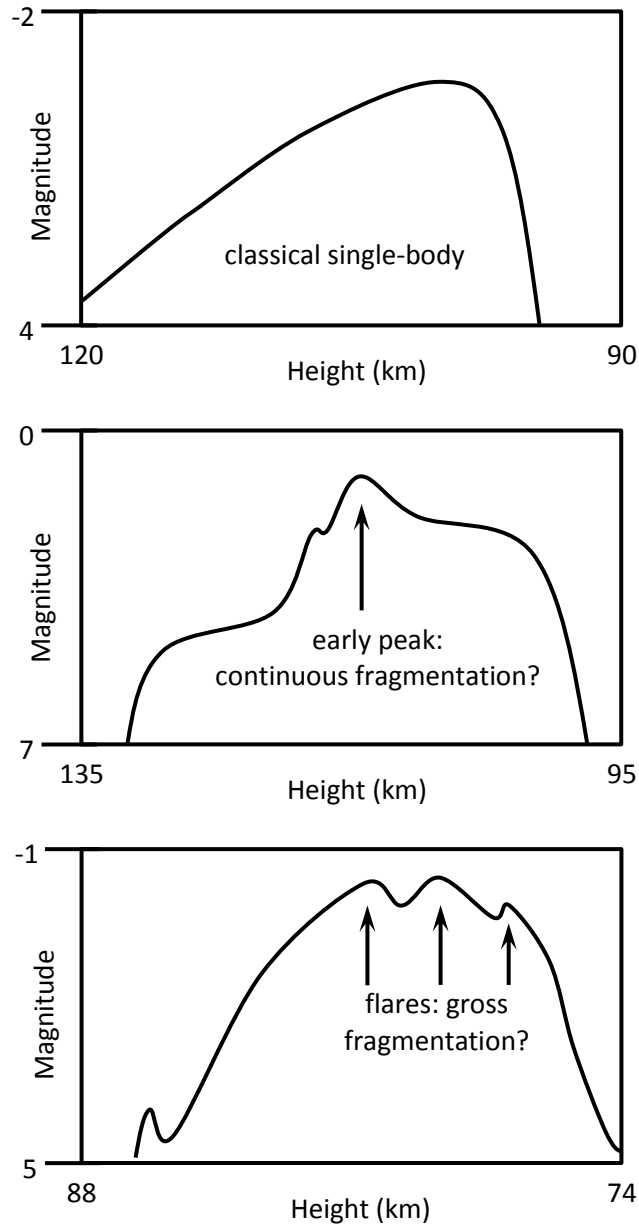 -2
Magnitude
classical single-body
4
120
90
Height (km)
0
Magnitude
early peak:
continuous fragmentation?
7
135
95
Height (km)
-1
Magnitude
flares: gross
fragmentation?
5
88
74
Height (km)